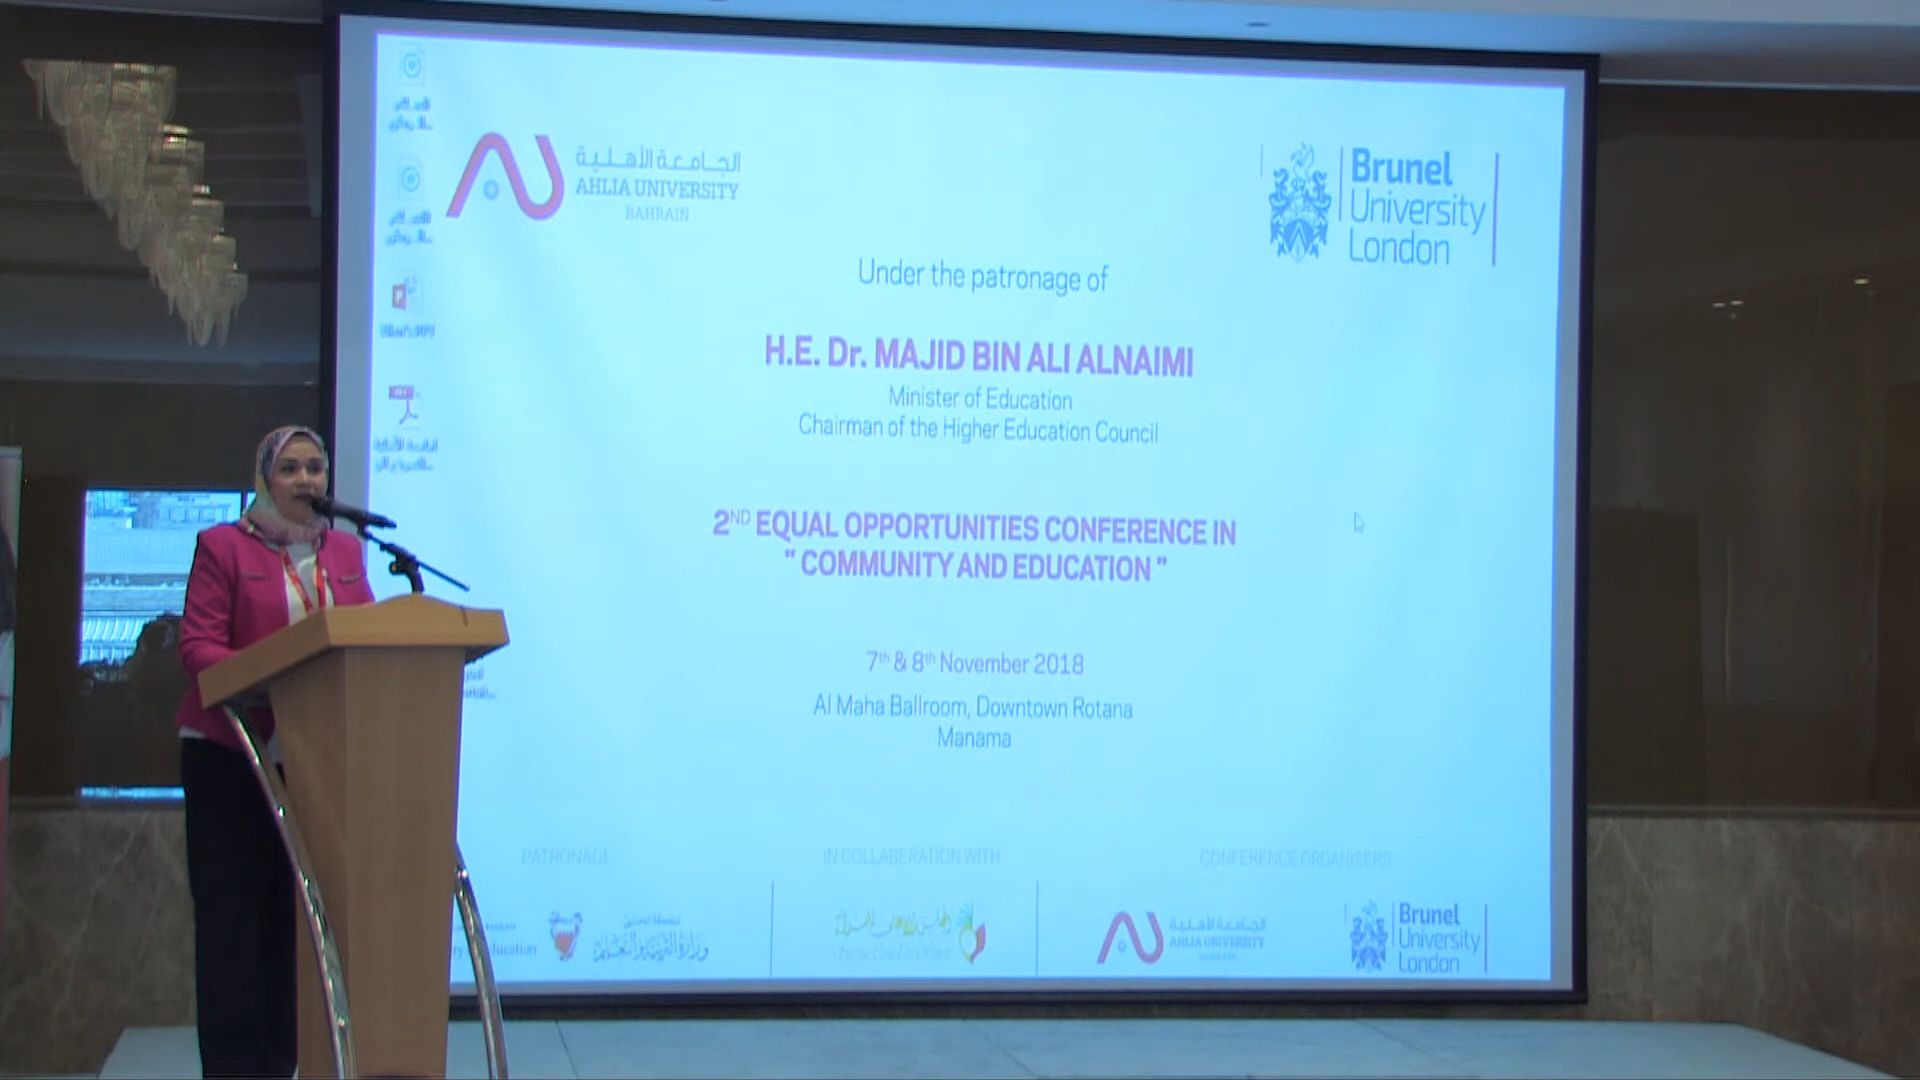 الجامعة الأهلية
AHLIA UNIVERSITY
BAHRAIN
Brunel
University
London
Under the patronage of
H.E. Dr. MAJID BIN ALI ALNAIMI
Minister of Education
Chairman of the Higher Education Council
2ND EQUAL OPPORTUNITIES CONFERENCE IN
" COMMUNITY AND EDUCATION "
7th & 8th November 2018
Al Maha Ballroom, Downtown Rotana
Manama
PATRONAGE
IN COLLABERATION WITH
CONFERENCE ORGANISERS
وزارة التربية والتعليم
الجامعة الأهلية
AHLIA UNIVERSITY
BAHRAIN
Brunel
University
London